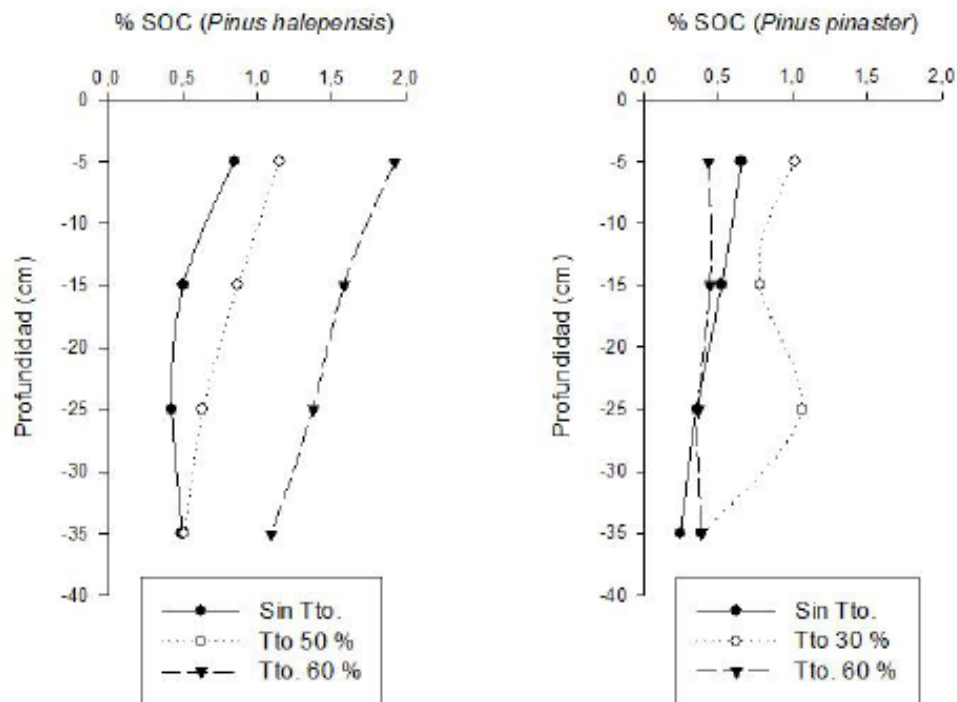 % SOC (Pinus halepensis)
0,0 0,5 1,0 1,5 2,0
0
-5
-10
-15
-20
-25
-30
-35
-40
Profundidad (cm)
Sin Tto.
Tto 50 %
Tto. 60 %
% SOC (Pinus pinaster)
0,0 0,5 1,0 1,5 2,0
0
-5
-10
-15
-20
-25
-30
-35
-40
Profundidad (cm)
Sin Tto.
Tto 30 %
Tto. 60 %